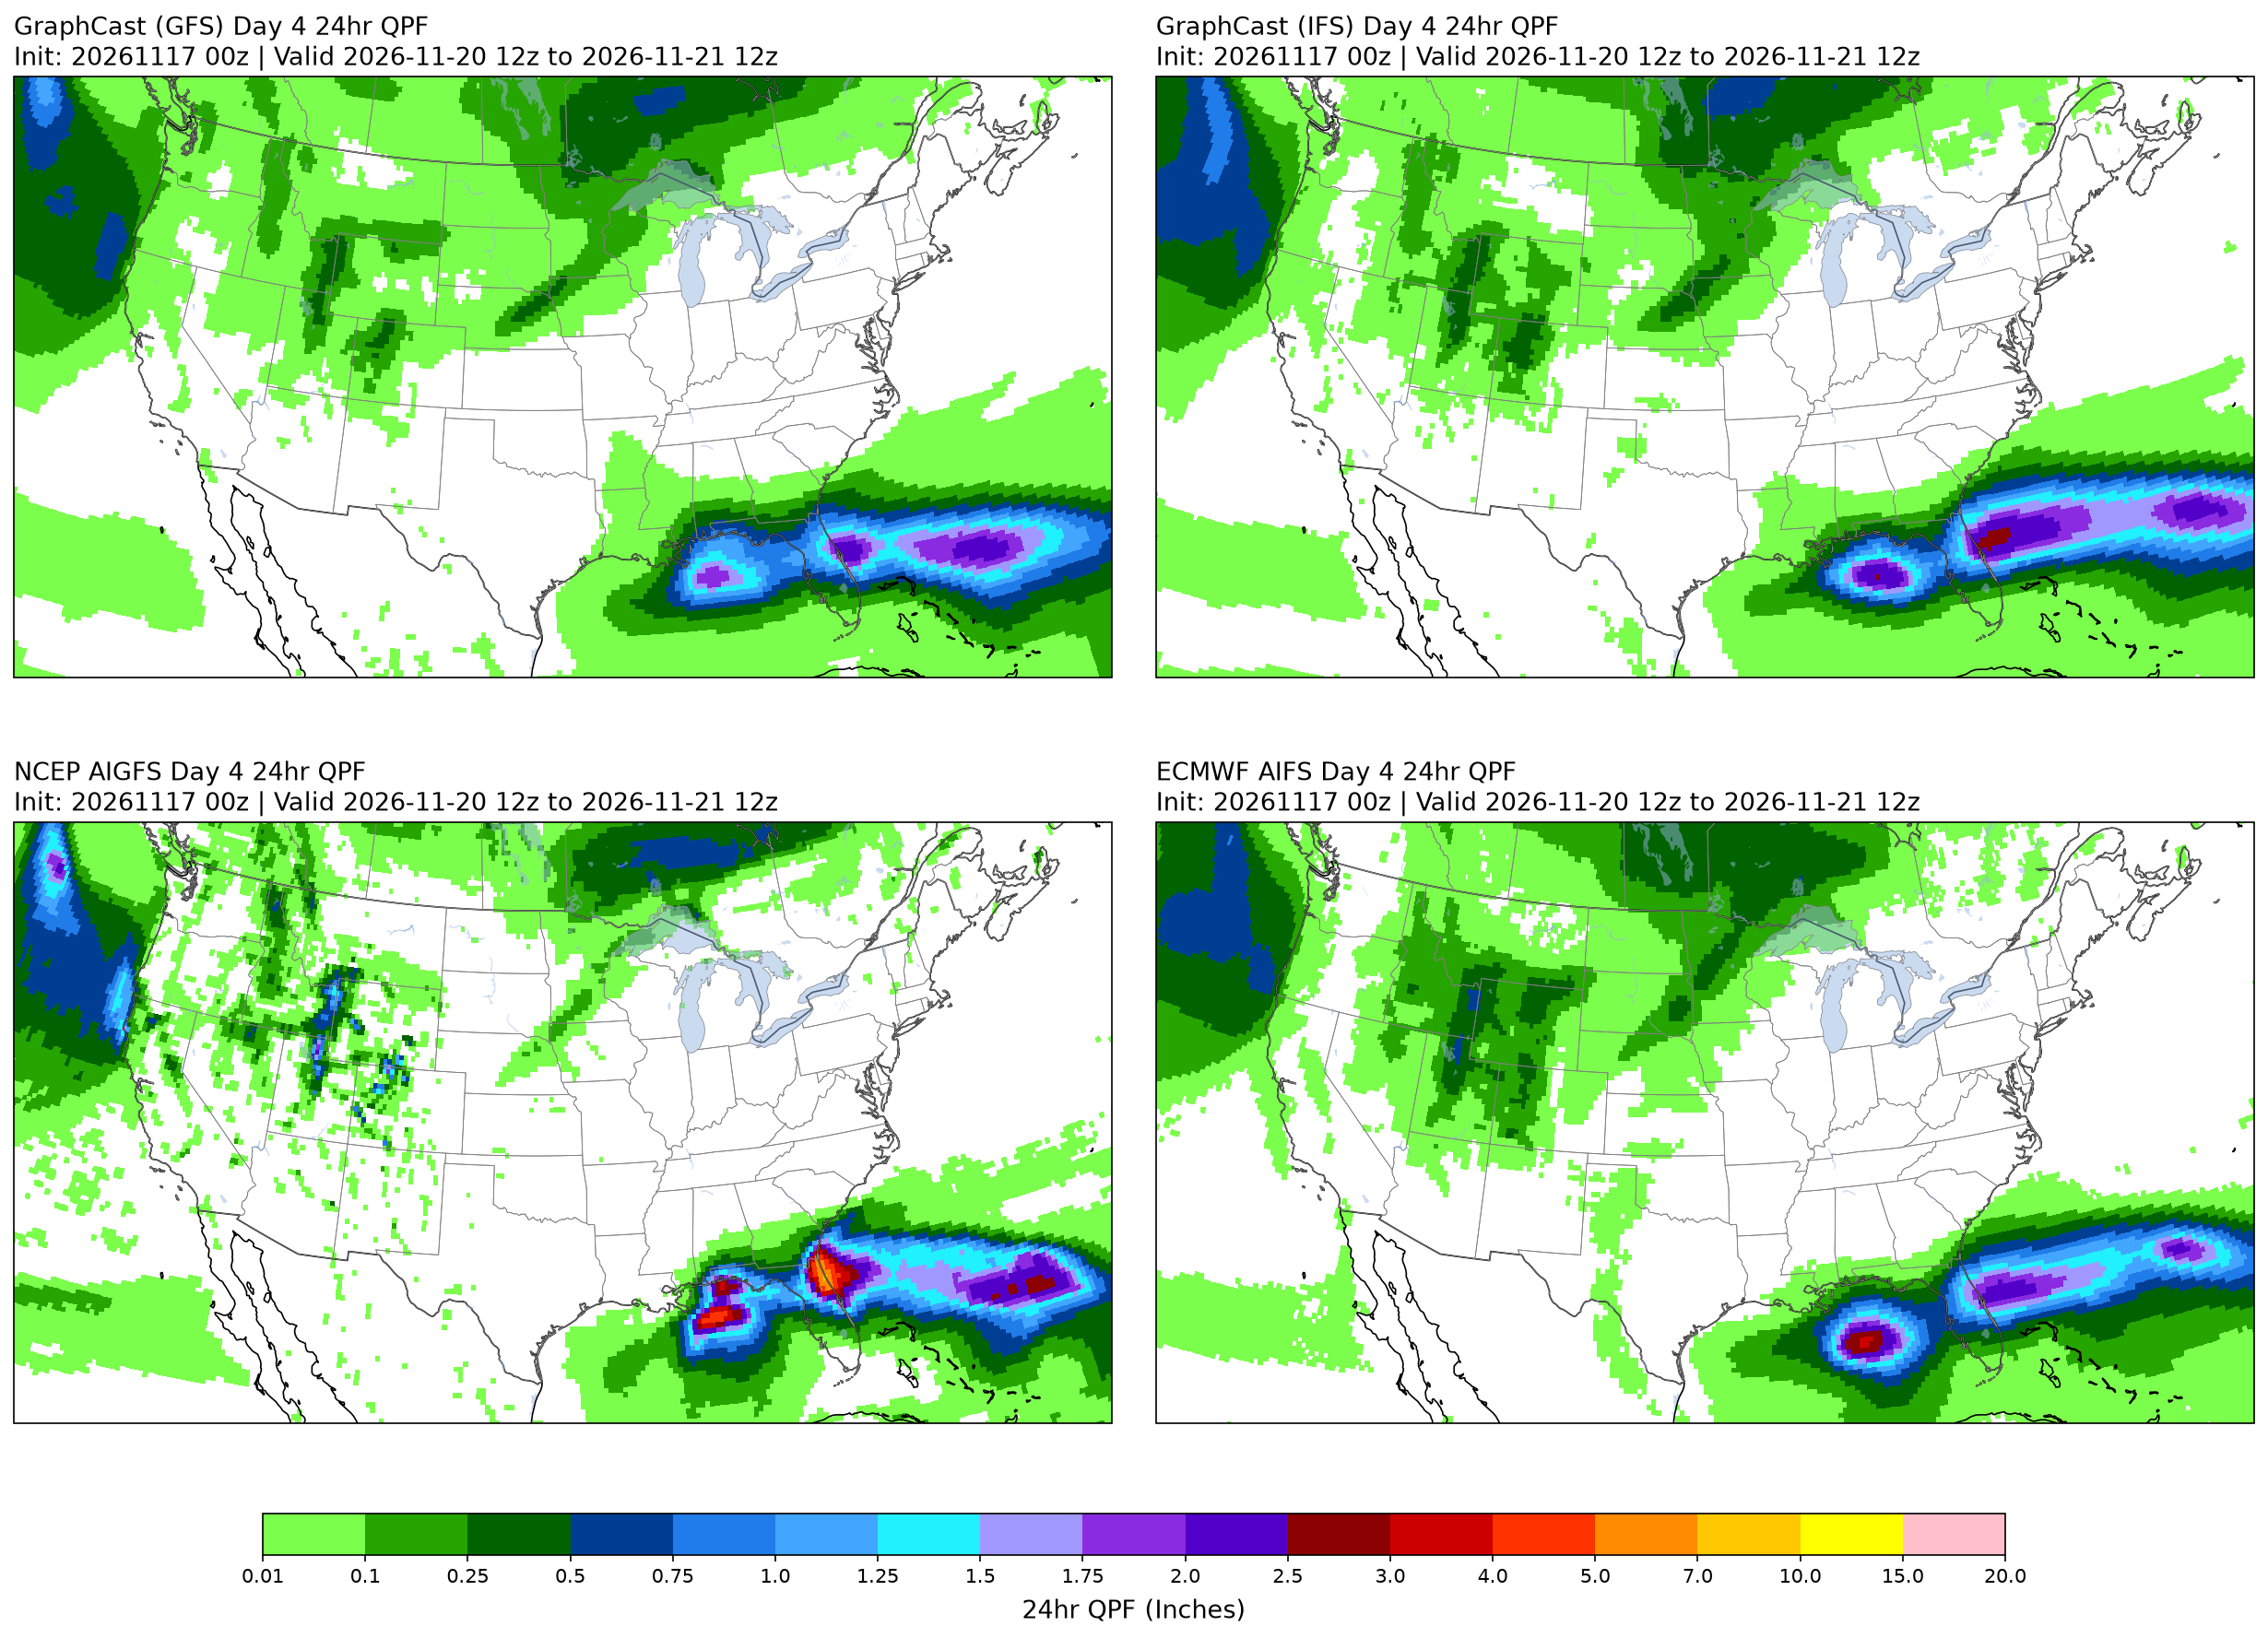 GraphCast (GFS) Day 4 24hr QPF
Init: 20261117 00z | Valid 2026-11-20 12z to 2026-11-21 12z
GraphCast (IFS) Day 4 24hr QPF
Init: 20261117 00z | Valid 2026-11-20 12z to 2026-11-21 12z
NCEP AIGFS Day 4 24hr QPF
Init: 20261117 00z | Valid 2026-11-20 12z to 2026-11-21 12z
ECMWF AIFS Day 4 24hr QPF
Init: 20261117 00z | Valid 2026-11-20 12z to 2026-11-21 12z
0.01 0.1 0.25 0.5 0.75 1.0 1.25 1.5 1.75 2.0 2.5 3.0 4.0 5.0 7.0 10.0 15.0 20.0
24hr QPF (Inches)